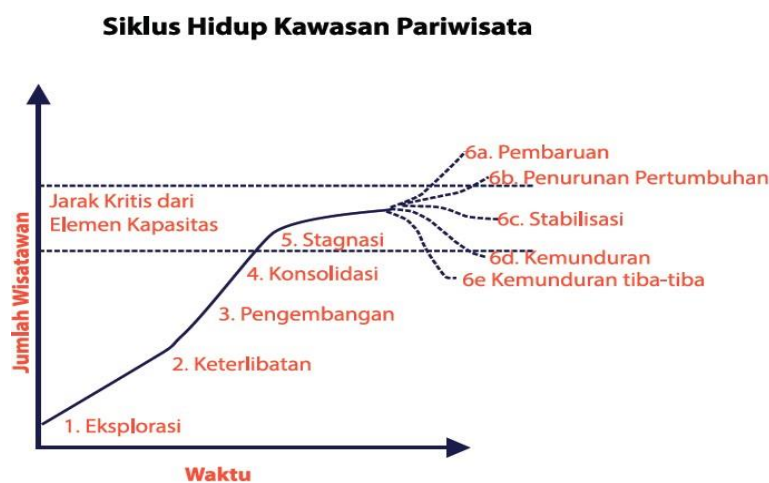 Siklus Hidup Kawasan Pariwisata
6a. Pembaruan
6b. Penurunan Pertumbuhan
Jarak Kritis dari
Elemen Kapasitas
6c. Stabilisasi
5. Stagnasi
6d. Kemunduran
4. Konsolidasi
6e Kemunduran tiba-tiba
3. Pengembangan
2. Keterlibatan
1. Eksplorasi
Jumlah Wisatawan
Waktu